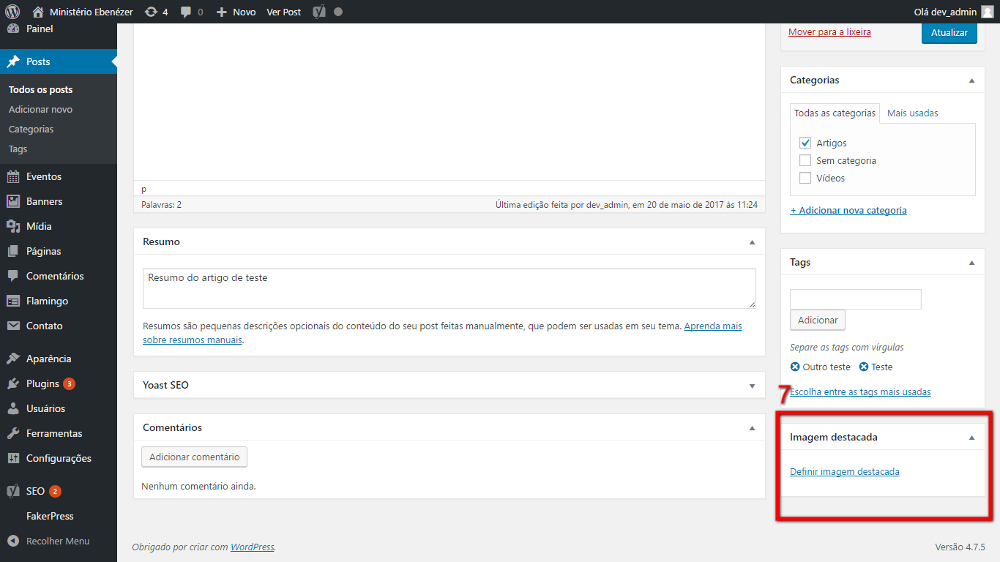 Ministério Ebenézer 4 0 Novo Ver Post Olá dev_admin
Painel
Posts
Todos os posts
Adicionar novo
Categorias
Tags
Eventos
Banners
Mídia
Páginas
Comentários
Flamingo
Contato
Aparência
Plugins 3
Usuários
Ferramentas
Configurações
SEO 2
FakerPress
Recolher Menu
p
Palavras: 2 Última edição feita por dev_admin, em 20 de maio de 2017 às 11:24
Resumo
Resumo do artigo de teste
Resumos são pequenas descrições opcionais do conteúdo do seu post feitas manualmente, que podem ser usadas em seu tema. Aprenda mais
sobre resumos manuais.
Yoast SEO
Comentários
Adicionar comentário
Nenhum comentário ainda.
Mover para a lixeira Atualizar
Categorias
Todas as categorias Mais usadas
Artigos
Sem categoria
Vídeos
+ Adicionar nova categoria
Tags
Adicionar
Separe as tags com vírgulas
Outro teste Teste
Escolha entre as tags mais usadas
7
Imagem destacada
Definir imagem destacada
Obrigado por criar com WordPress. Versão 4.7.5